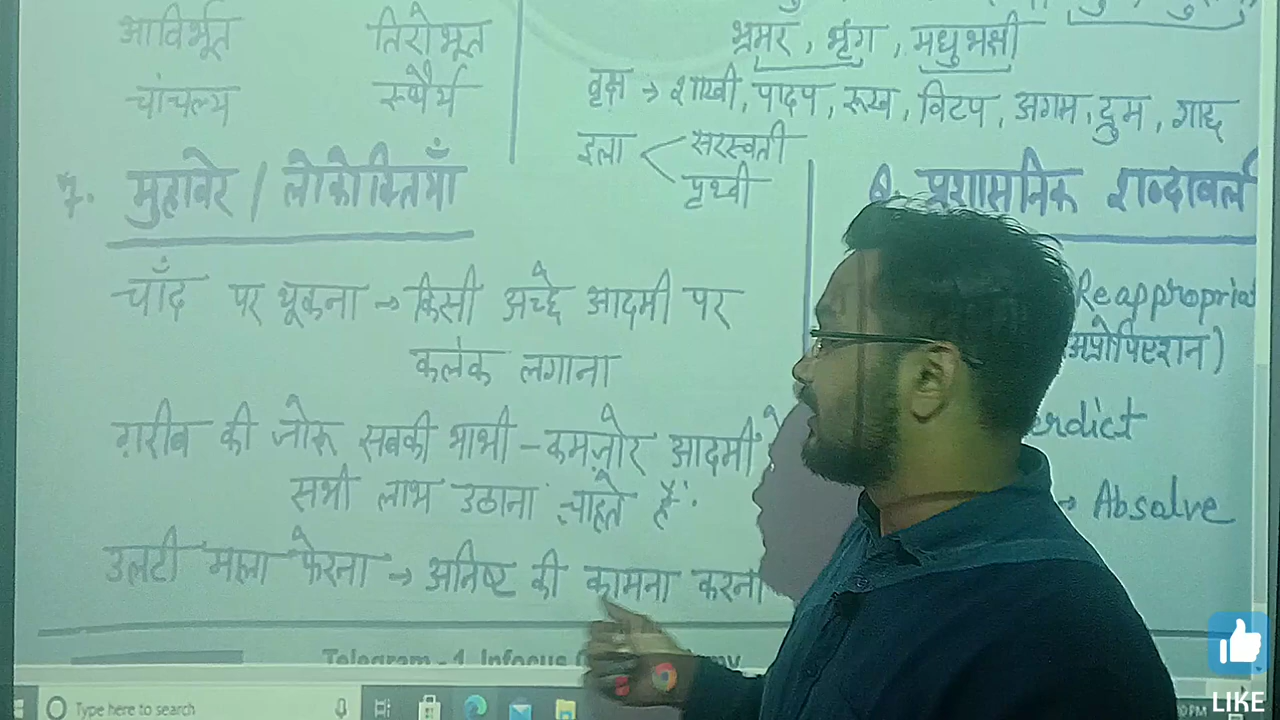 आविर्भूत तिरोभूत
चांचल्य स्थैर्य
भ्रमर, भृंग, मधुभक्षी
वृक्ष → शाखी, पादप, रूख, विटप, अगम, द्रुम, गाछ
इला < सरस्वती
पृथ्वी
7. मुहावरे / लोकोक्तियाँ
चाँद पर थूकना → किसी अच्छे आदमी पर
कलंक लगाना
ग़रीब की जोरू सबकी भाभी – कमज़ोर आदमी से
सभी लाभ उठाना चाहते हैं
उलटी माला फेरना → अनिष्ट की कामना करना
8. प्रशासनिक शब्दावली
Reappropriat
अप्रोप्रिएशन)
erdict
→ Absolve
Telegram - 1. Infocus
Type here to search
LIKE